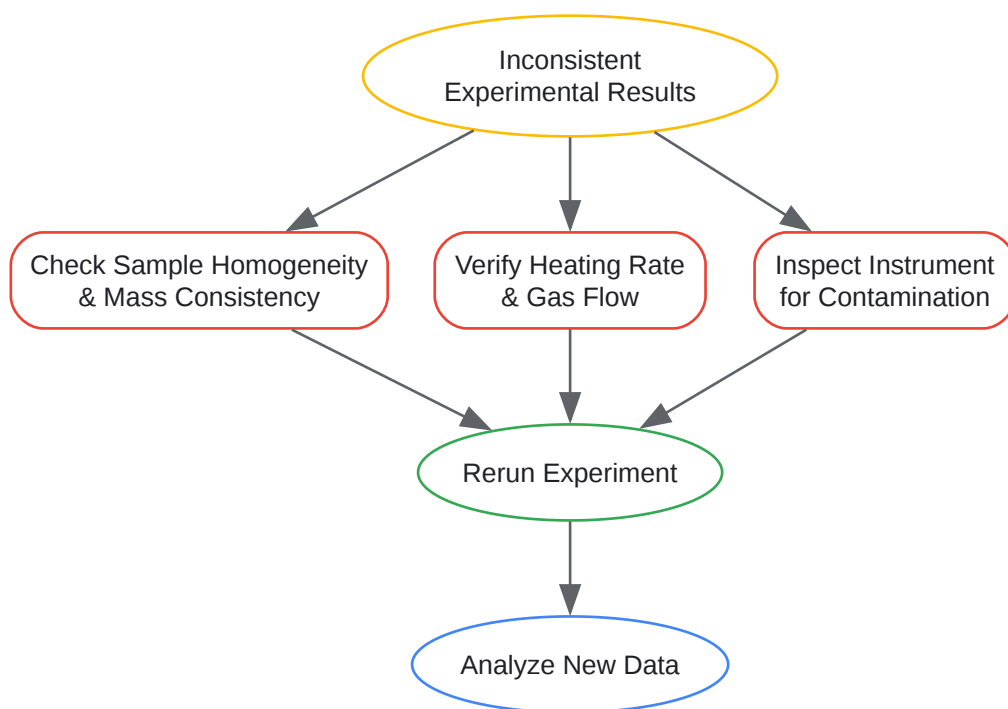 Inconsistent
Experimental Results
Check Sample Homogeneity
& Mass Consistency
Verify Heating Rate
& Gas Flow
Inspect Instrument
for Contamination
Rerun Experiment
Analyze New Data